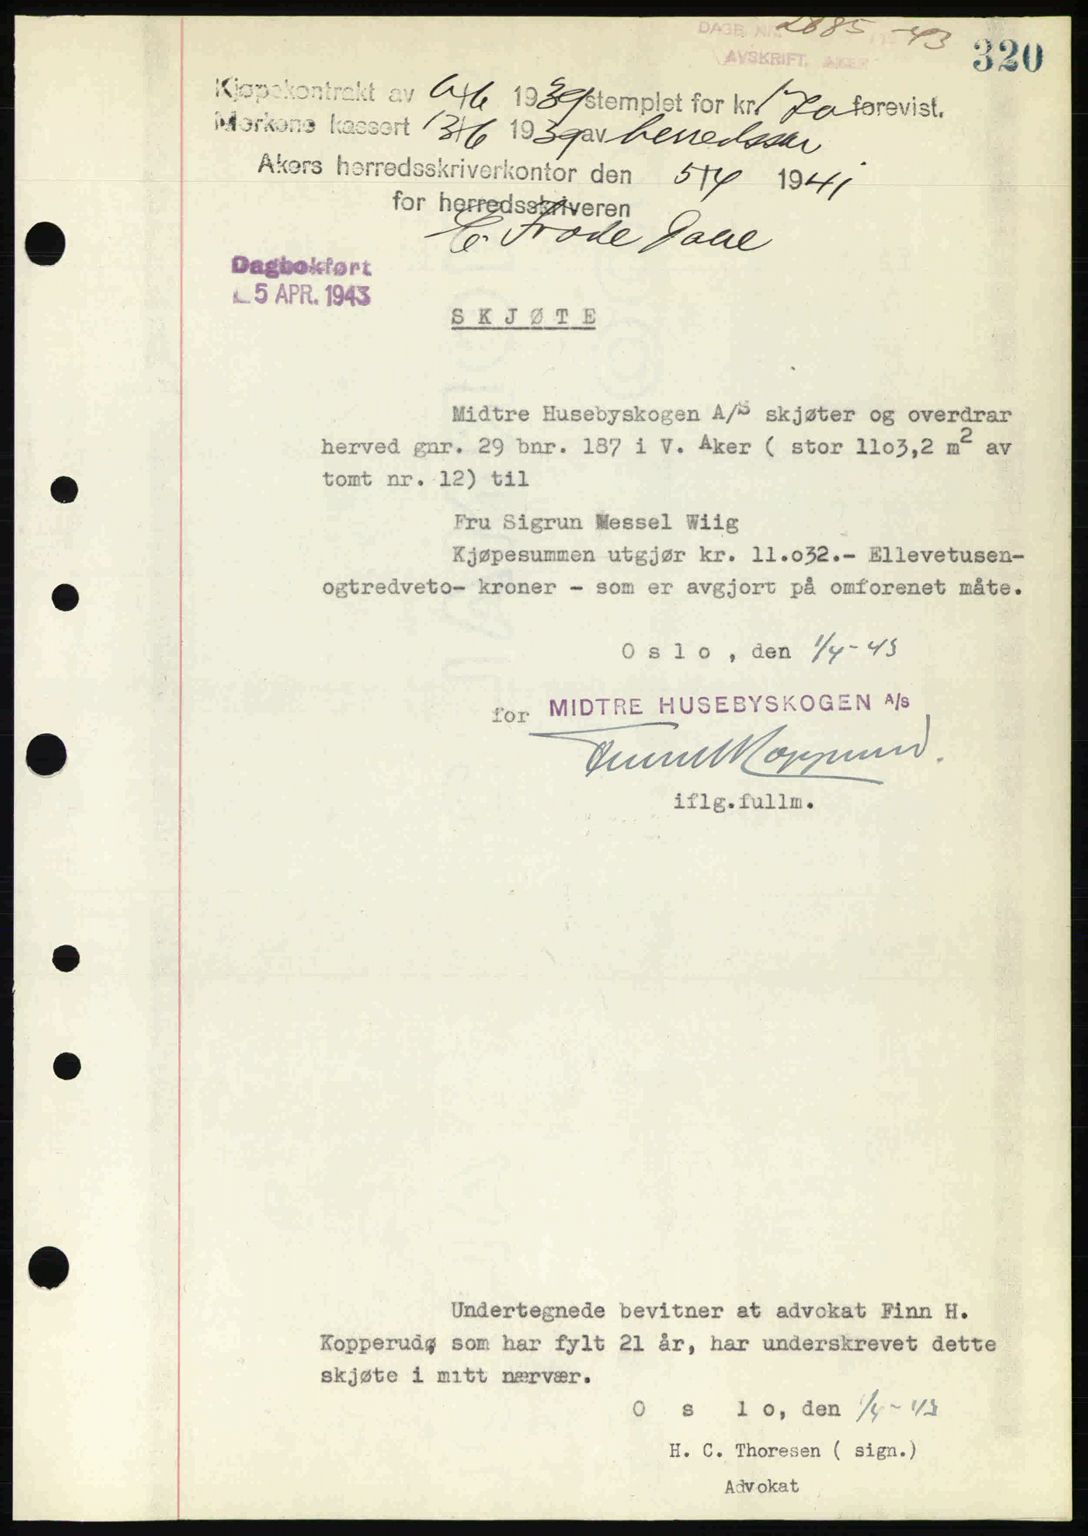 DAGB. NR. 2885 -43
AVSKRIFT. AKER
320
Kjøpekontrakt av 6/6 1939 stemplet for kr. 170 forevist.
Merkene kassert 13/6 1939 av herredsskr
Akers herredsskriverkontor den 5/4 1941
for herredsskriveren
Dagbokført
5 APR. 1943
SKJØTE
Midtre Husebyskogen A/S skjøter og overdrar
herved gnr. 29 bnr. 187 i V. Aker ( stor 11o3,2 m2 av
tomt nr. 12) til
Fru Sigrun Messel Wiig
Kjøpesummen utgjør kr. 11.o32.- Ellevetusen-
ogtredveto- kroner - som er avgjort på omforenet måte.
O s l o , den 1/4-43
for MIDTRE HUSEBYSKOGEN A/S
iflg.fullm.
Undertegnede bevitner at advokat Finn H.
Kopperud, som har fylt 21 år, har underskrevet dette
skjøte i mitt nærvær.
O s l o, den 1/4-43
H. C. Thoresen ( sign.)
Advokat